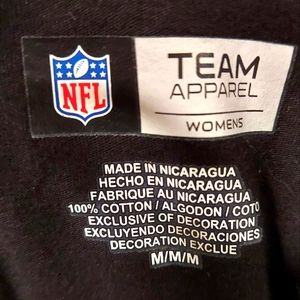 NFL
TEAM
APPAREL
WOMENS
MADE IN NICARAGUA
HECHO EN NICARAGUA
FABRIQUE AU NICARAGUA
100% COTTON / ALGODON / COTO
EXCLUSIVE OF DECORATION
EXCLUYENDO DECORACIONES
DECORATION EXCLUE
M/M/M